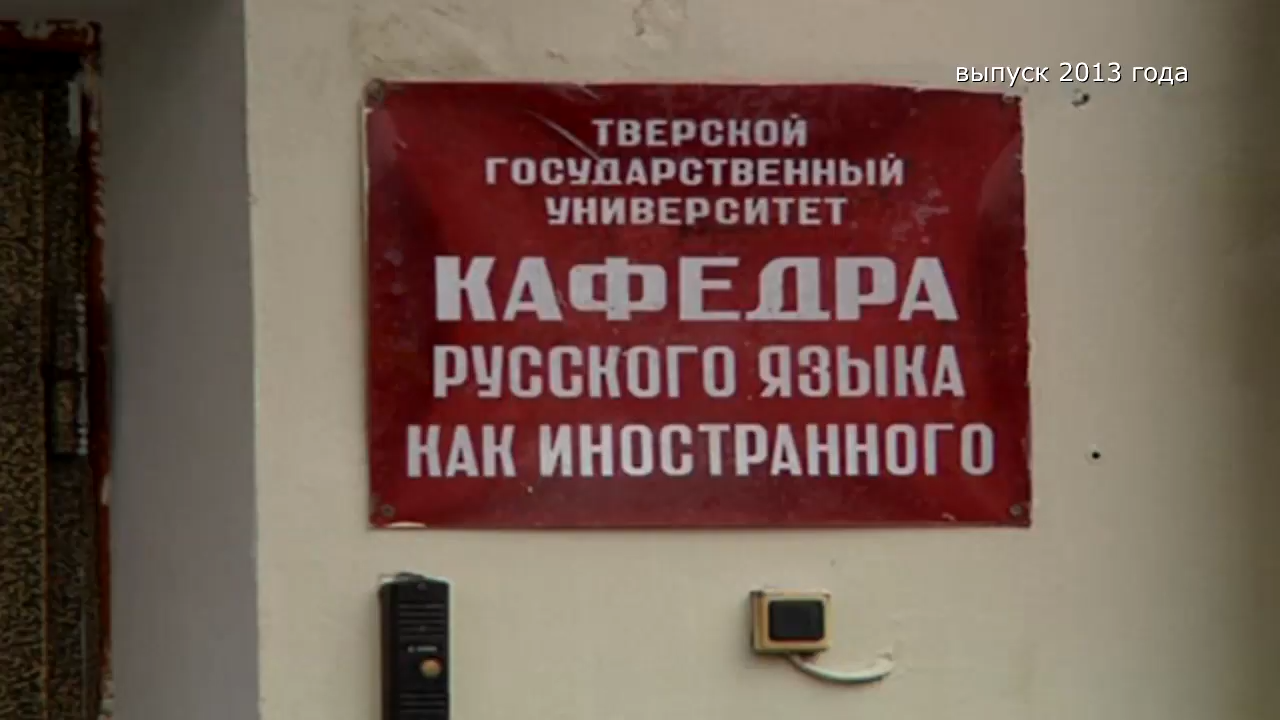 выпуск 2013 года
ТВЕРСКОЙ
ГОСУДАРСТВЕННЫЙ
УНИВЕРСИТЕТ
КАФЕДРА
РУССКОГО ЯЗЫКА
КАК ИНОСТРАННОГО